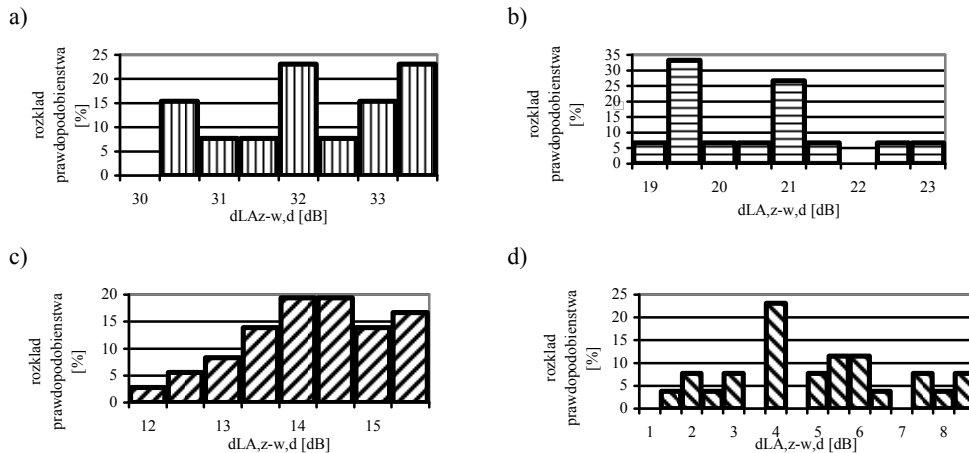 a)
rozklad
prawdopodobienstwa
[%]
25
20
15
10
5
0
30 31 32 33
dLAz-w,d [dB]
b)
rozklad
prawdopodobienstwa
[%]
35
30
25
20
15
10
5
0
19 20 21 22 23
dLA,z-w,d [dB]
c)
rozklad
prawdopodobienstwa
[%]
20
15
10
5
0
12 13 14 15
dLA,z-w,d [dB]
d)
rozklad
prawdopodobienstwa
[%]
25
20
15
10
5
0
1 2 3 4 5 6 7 8
dLA,z-w,d [dB]